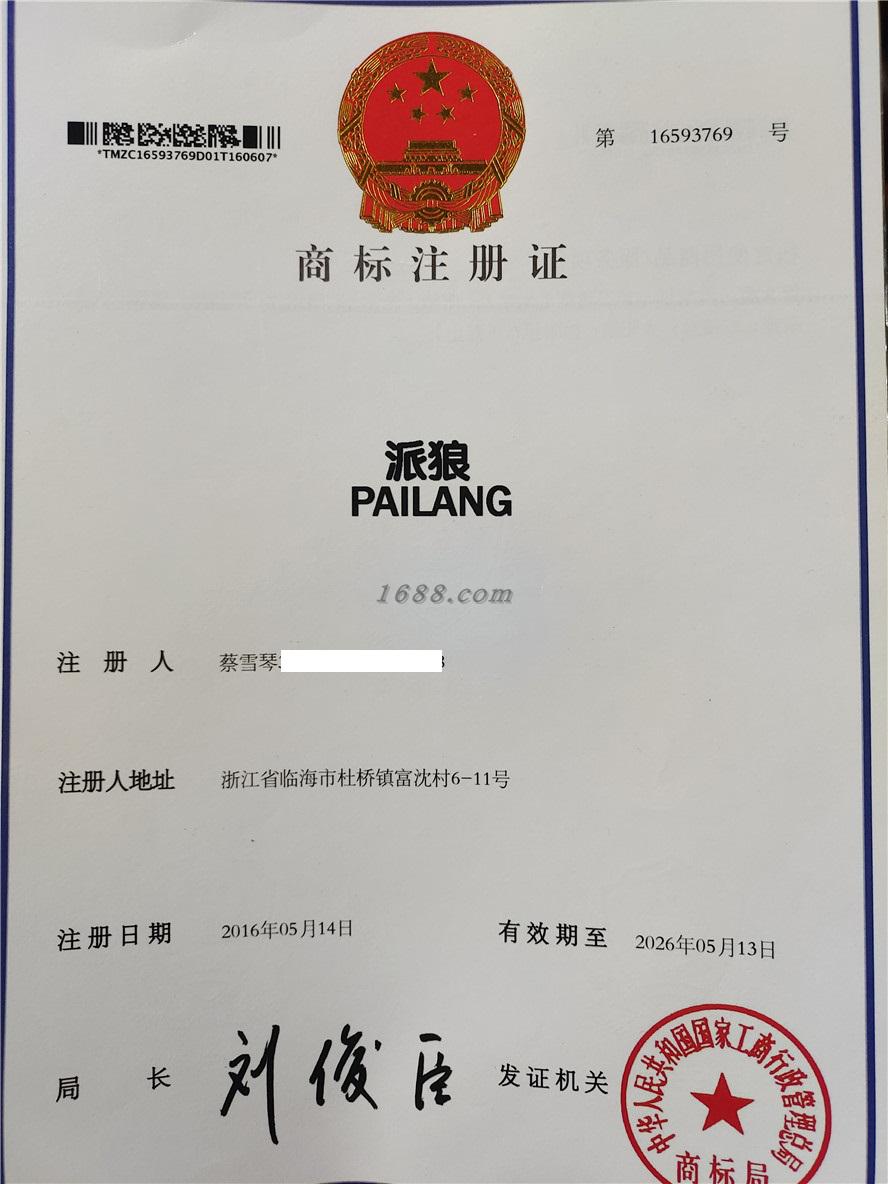 *TMZC16593769D01T160607*
第 16593769 号
商标注册证
派狼
PAILANG
1688.com
注册人 蔡雪琴
注册人地址 浙江省临海市杜桥镇富沈村6-11号
注册日期 2016年05月14日 有效期至 2026年05月13日
局长 刘俊臣 发证机关
中华人民共和国国家工商行政管理总局
商标局